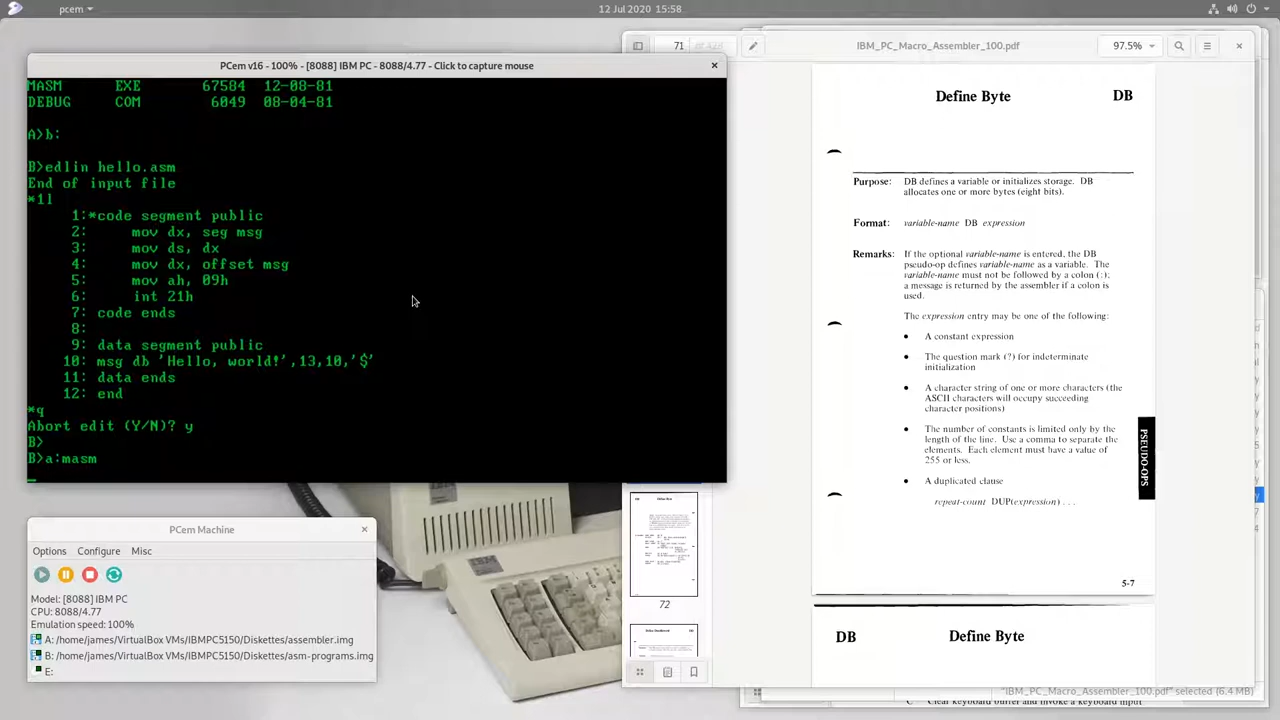 pcem
12 Jul 2020 15:58
PCem v16 - 100% - [8088] IBM PC - 8088/4.77 - Click to capture mouse
MASM EXE 67584 12-08-81
DEBUG COM 6049 08-04-81
A>b:
B>edlin hello.asm
End of input file
*1l
1:*code segment public
2: mov dx, seg msg
3: mov ds, dx
4: mov dx, offset msg
5: mov ah, 09h
6: int 21h
7: code ends
8:
9: data segment public
10: msg db 'Hello, world!',13,10,'$'
11: data ends
12: end
*q
Abort edit (Y/N)? y
B>
B>a:masm
PCem Machine
Options Configure Misc
Model: [8088] IBM PC
CPU: 8088/4.77
Emulation speed: 100%
A: /home/james/VirtualBox VMs/IBMPC5150/Diskettes/assembler.img
B: /home/james/VirtualBox VMs/IBMPC5150/Diskettes/asm-programs.img
E:
71 of 428
IBM_PC_Macro_Assembler_100.pdf
97.5%
72
Define Byte DB
Purpose: DB defines a variable or initializes storage. DB
allocates one or more bytes (eight bits).
Format: variable-name DB expression
Remarks: If the optional variable-name is entered, the DB
pseudo-op defines variable-name as a variable. The
variable-name must not be followed by a colon (:);
a message is returned by the assembler if a colon is
used.
The expression entry may be one of the following:
• A constant expression
• The question mark (?) for indeterminate
initialization
• A character string of one or more characters (the
ASCII characters will occupy succeeding
character positions)
• The number of constants is limited only by the
length of the line. Use a comma to separate the
elements. Each element must have a value of
255 or less.
• A duplicated clause
repeat-count DUP(expression) . . .
PSEUDO-OPS
5-7
DB Define Byte
"IBM_PC_Macro_Assembler_100.pdf" selected (6.4 MB)
C Clear keyboard buffer and invoke a keyboard input